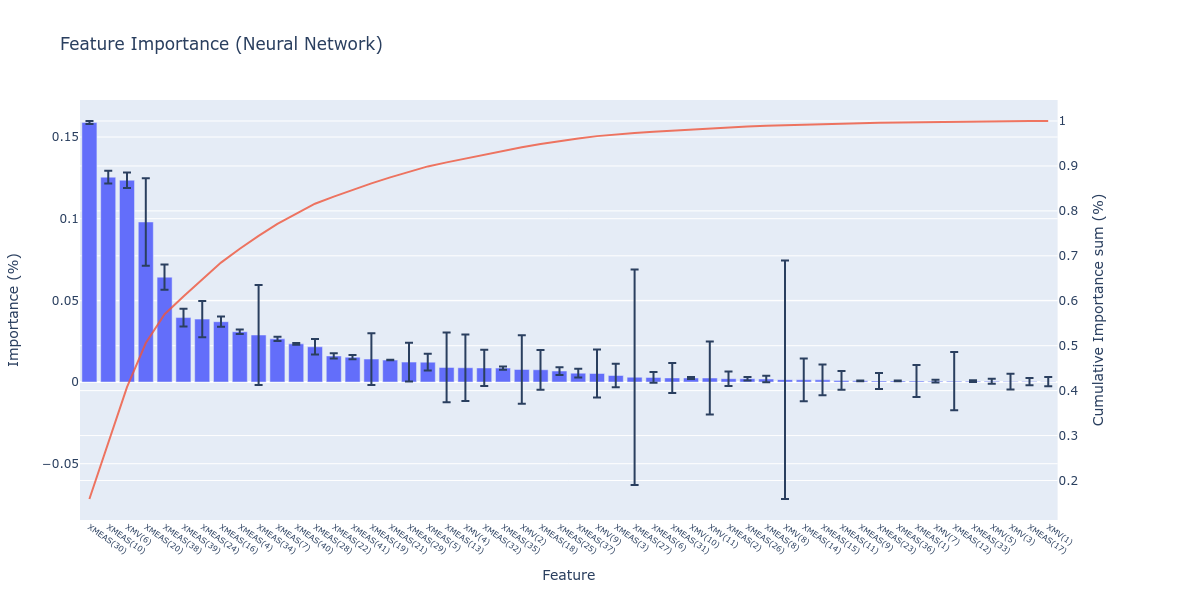 Feature Importance (Neural Network)
0.15
0.1
0.05
0
−0.05
Importance (%)
1
0.9
0.8
0.7
0.6
0.5
0.4
0.3
0.2
Cumulative Importance sum (%)
XMEAS(30)
XMEAS(10)
XMV(6)
XMEAS(20)
XMEAS(38)
XMEAS(39)
XMEAS(24)
XMEAS(16)
XMEAS(4)
XMEAS(34)
XMEAS(7)
XMEAS(40)
XMEAS(28)
XMEAS(22)
XMEAS(41)
XMEAS(19)
XMEAS(21)
XMEAS(29)
XMEAS(5)
XMEAS(13)
XMV(4)
XMEAS(32)
XMEAS(35)
XMV(2)
XMEAS(18)
XMEAS(25)
XMEAS(37)
XMV(9)
XMEAS(3)
XMEAS(27)
XMEAS(6)
XMEAS(31)
XMV(10)
XMV(11)
XMEAS(2)
XMEAS(26)
XMEAS(8)
XMV(8)
XMEAS(14)
XMEAS(15)
XMEAS(11)
XMEAS(9)
XMEAS(23)
XMEAS(36)
XMEAS(1)
XMV(7)
XMEAS(12)
XMEAS(33)
XMV(5)
XMV(3)
XMEAS(17)
XMV(1)
Feature